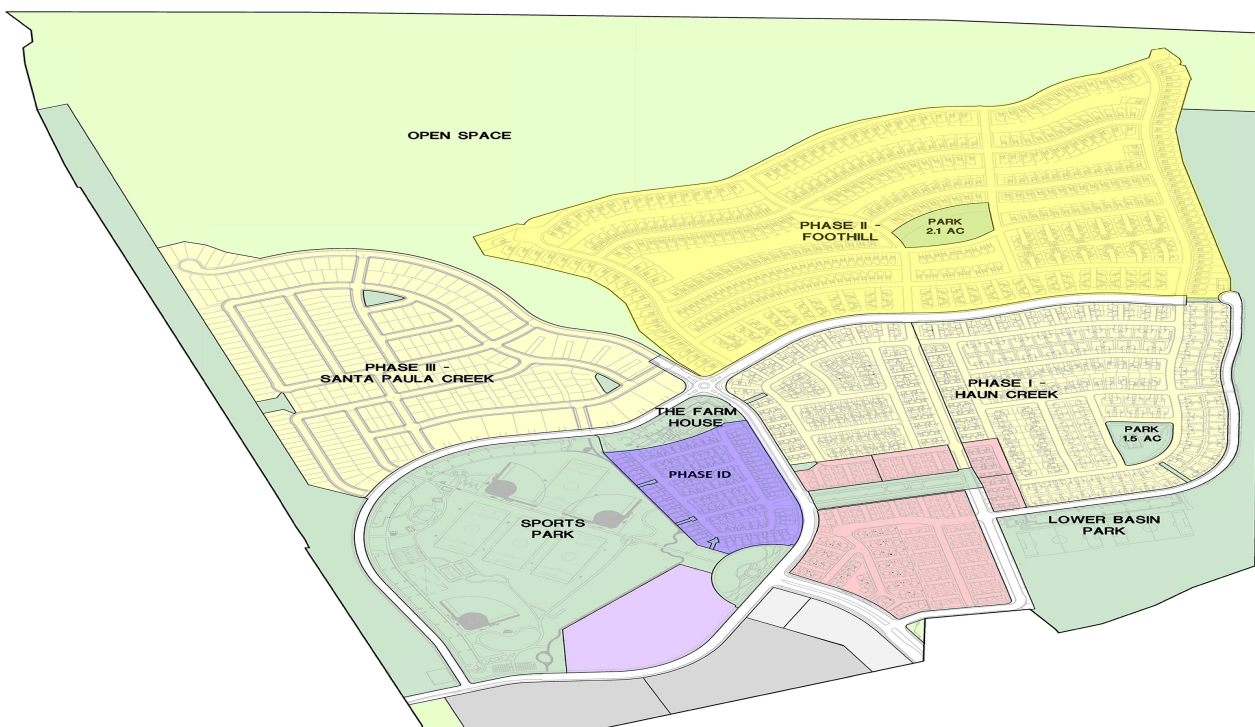 OPEN SPACE
PHASE II -
FOOTHILL
PARK
2.1 AC
PHASE III -
SANTA PAULA CREEK
PHASE I -
HAUN CREEK
THE FARM
HOUSE
PARK
1.5 AC
PHASE ID
SPORTS
PARK
LOWER BASIN
PARK